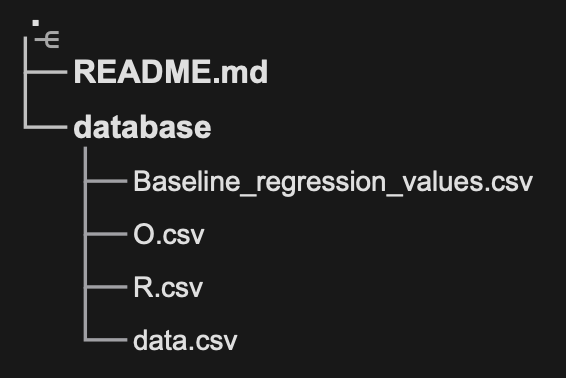 .
README.md
database
Baseline_regression_values.csv
O.csv
R.csv
data.csv